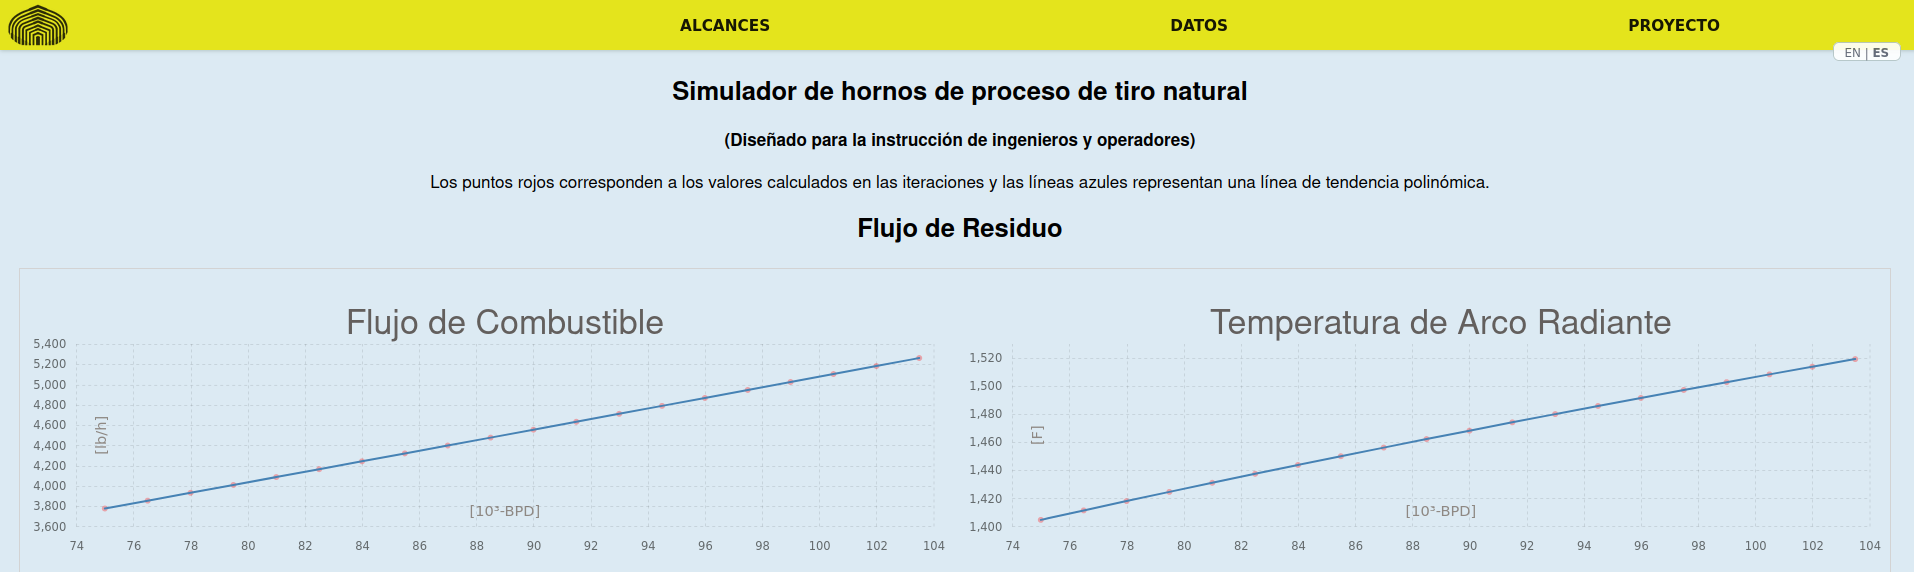 ALCANCES DATOS PROYECTO
EN | ES
Simulador de hornos de proceso de tiro natural
(Diseñado para la instrucción de ingenieros y operadores)
Los puntos rojos corresponden a los valores calculados en las iteraciones y las líneas azules representan una línea de tendencia polinómica.
Flujo de Residuo
Flujo de Combustible
5,400
5,200
5,000
4,800
4,600
4,400
4,200
4,000
3,800
3,600
[lb/h]
[10³-BPD]
74 76 78 80 82 84 86 88 90 92 94 96 98 100 102 104
Temperatura de Arco Radiante
1,520
1,500
1,480
1,460
1,440
1,420
1,400
[F]
[10³-BPD]
74 76 78 80 82 84 86 88 90 92 94 96 98 100 102 104